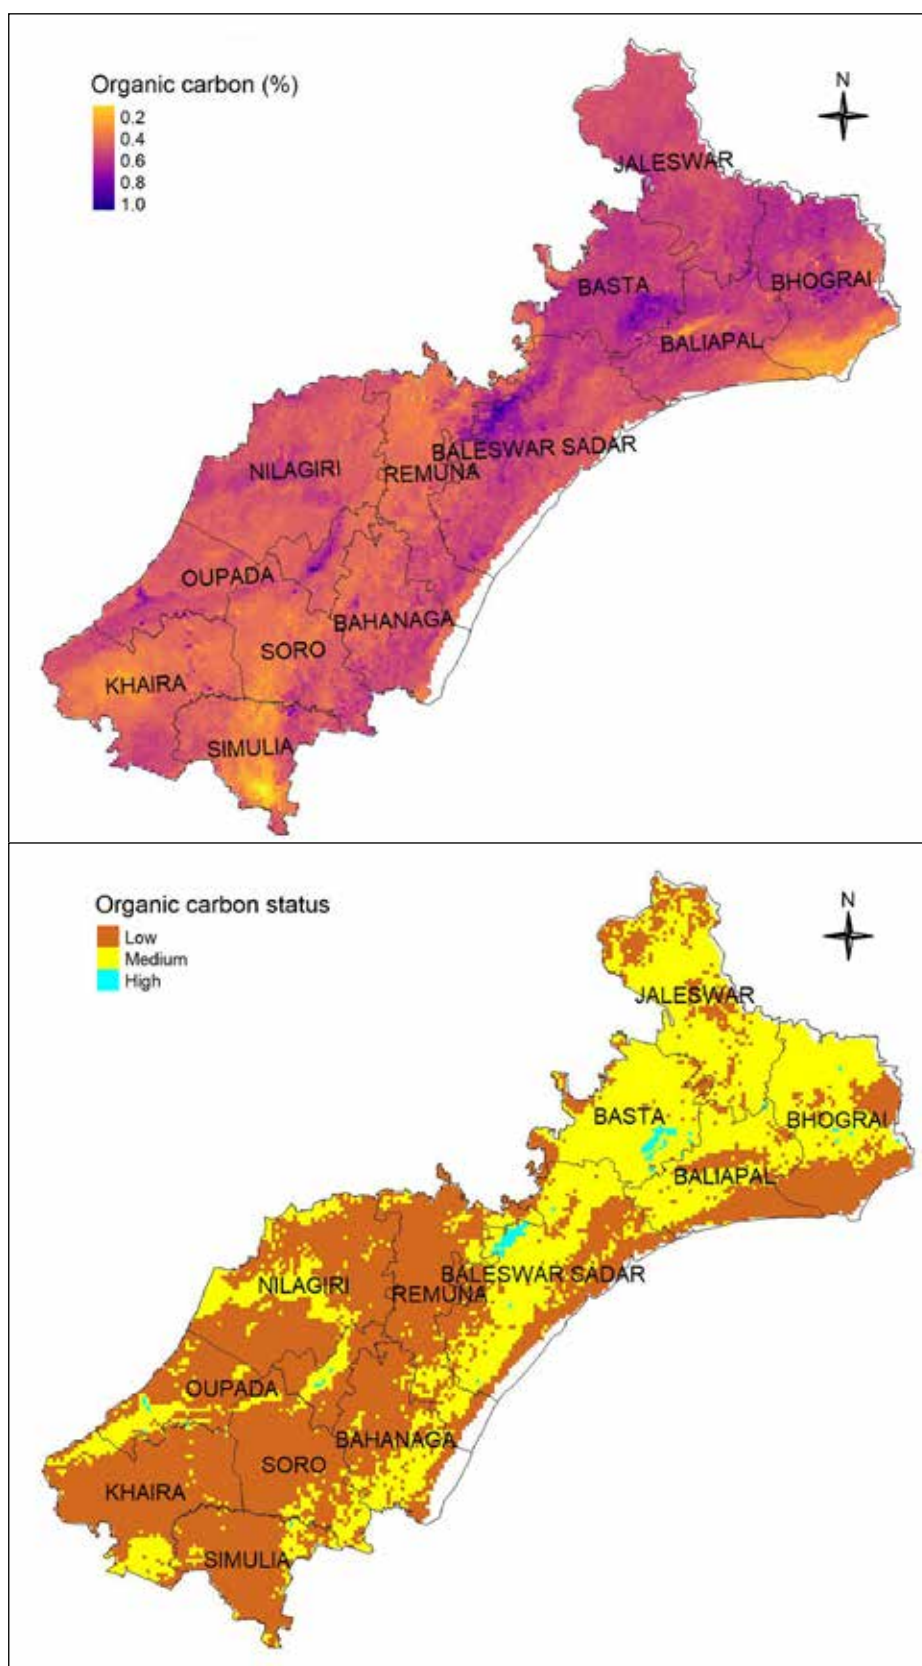 Organic carbon (%)
0.2
0.4
0.6
0.8
1.0
N
JALESWAR
BASTA
BHOGRAI
BALIAPAL
BALESWAR SADAR
NILAGIRI
REMUNA
OUPADA
BAHANAGA
SORO
KHAIRA
SIMULIA
Organic carbon status
Low
Medium
High
N
JALESWAR
BASTA
BHOGRAI
BALIAPAL
BALESWAR SADAR
NILAGIRI
REMUNA
OUPADA
BAHANAGA
SORO
KHAIRA
SIMULIA